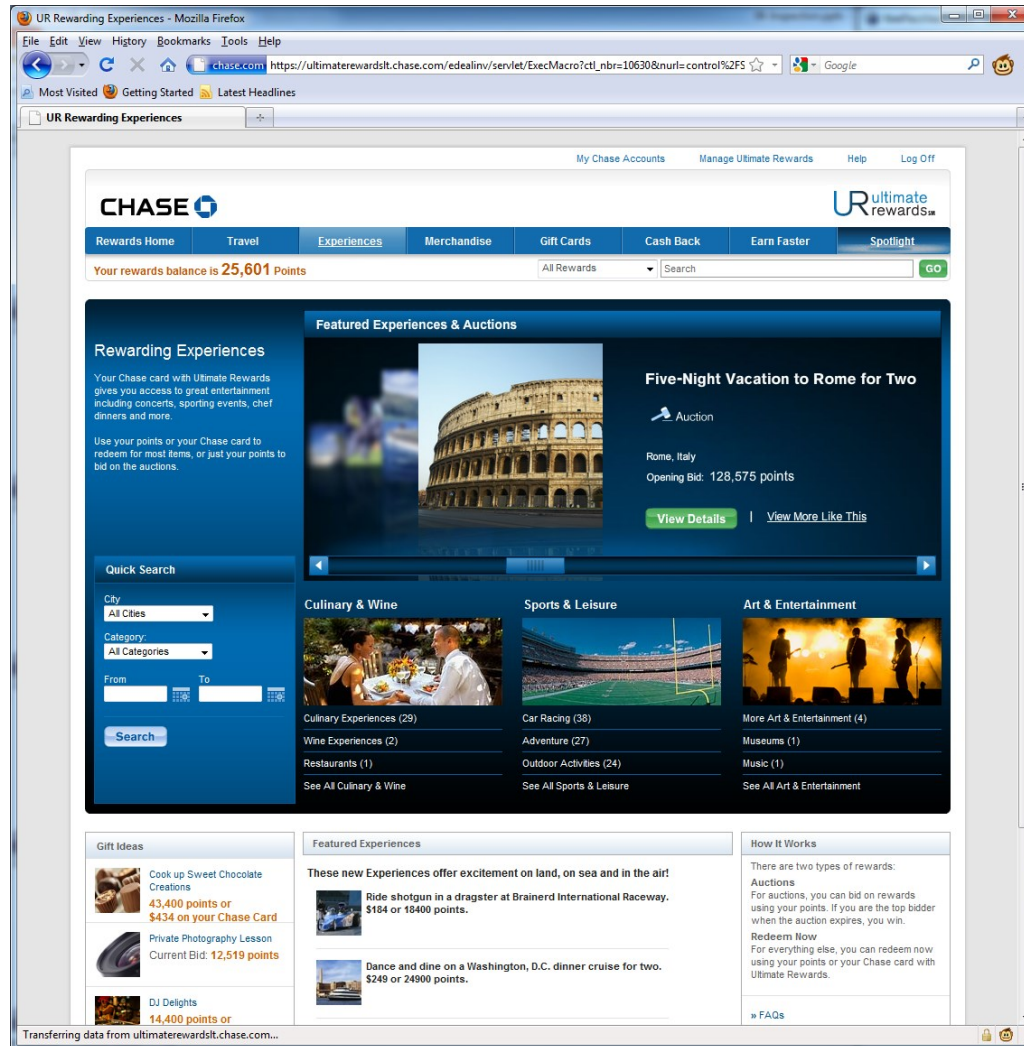 UR Rewarding Experiences - Mozilla Firefox
File Edit View History Bookmarks Tools Help
chase.com https://ultimaterewardslt.chase.com/edealinv/servlet/ExecMacro?ctl_nbr=10630&nurl=control%2FS
Google
Most Visited Getting Started Latest Headlines
UR Rewarding Experiences
My Chase Accounts Manage Ultimate Rewards Help Log Off
CHASE
UR ultimate rewards SM
Rewards Home Travel Experiences Merchandise Gift Cards Cash Back Earn Faster Spotlight
Your rewards balance is 25,601 Points
All Rewards Search GO
Rewarding Experiences
Your Chase card with Ultimate Rewards
gives you access to great entertainment
including concerts, sporting events, chef
dinners and more.
Use your points or your Chase card to
redeem for most items, or just your points to
bid on the auctions.
Featured Experiences & Auctions
Five-Night Vacation to Rome for Two
Auction
Rome, Italy
Opening Bid: 128,575 points
View Details | View More Like This
Quick Search
City
All Cities
Category:
All Categories
From To
Search
Culinary & Wine
Culinary Experiences (29)
Wine Experiences (2)
Restaurants (1)
See All Culinary & Wine
Sports & Leisure
Car Racing (38)
Adventure (27)
Outdoor Activities (24)
See All Sports & Leisure
Art & Entertainment
More Art & Entertainment (4)
Museums (1)
Music (1)
See All Art & Entertainment
Gift Ideas
Cook up Sweet Chocolate
Creations
43,400 points or
$434 on your Chase Card
Private Photography Lesson
Current Bid: 12,519 points
DJ Delights
14,400 points or
Featured Experiences
These new Experiences offer excitement on land, on sea and in the air!
Ride shotgun in a dragster at Brainerd International Raceway.
$184 or 18400 points.
Dance and dine on a Washington, D.C. dinner cruise for two.
$249 or 24900 points.
How It Works
There are two types of rewards:
Auctions
For auctions, you can bid on rewards
using your points. If you are the top bidder
when the auction expires, you win.
Redeem Now
For everything else, you can redeem now
using your points or your Chase card with
Ultimate Rewards.
» FAQs
Transferring data from ultimaterewardslt.chase.com...